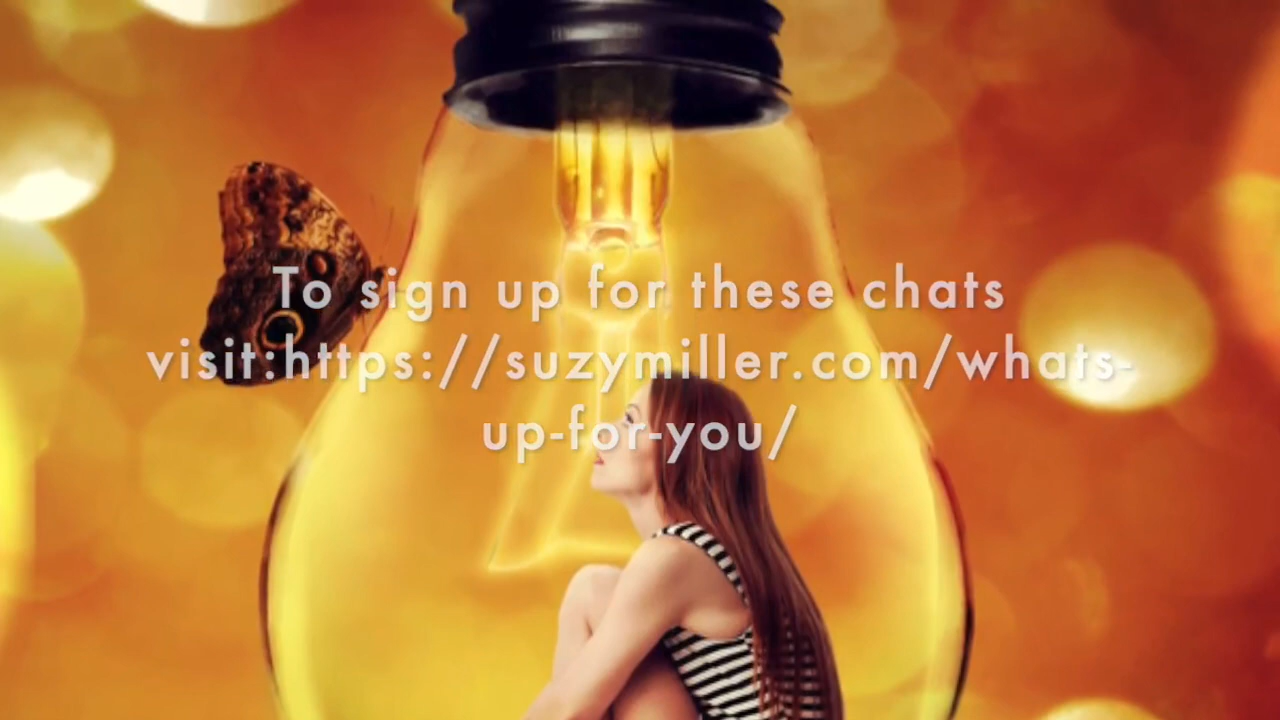 To sign up for these chats
visit:https://suzymiller.com/whats-
up-for-you/